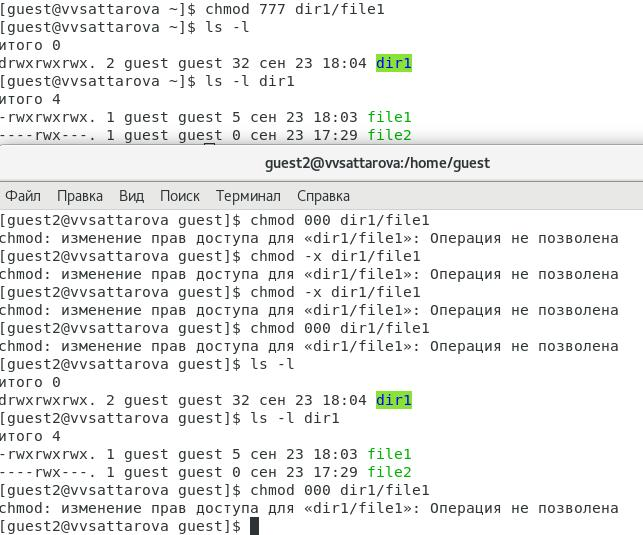 [guest@vvsattarova ~]$ chmod 777 dir1/file1
[guest@vvsattarova ~]$ ls -l
итого 0
drwxrwxrwx. 2 guest guest 32 сен 23 18:04 dir1
[guest@vvsattarova ~]$ ls -l dir1
итого 4
-rwxrwxrwx. 1 guest guest 5 сен 23 18:03 file1
----rwx---. 1 guest guest 0 сен 23 17:29 file2
guest2@vvsattarova:/home/guest
Файл Правка Вид Поиск Терминал Справка
[guest2@vvsattarova guest]$ chmod 000 dir1/file1
chmod: изменение прав доступа для «dir1/file1»: Операция не позволена
[guest2@vvsattarova guest]$ chmod -x dir1/file1
chmod: изменение прав доступа для «dir1/file1»: Операция не позволена
[guest2@vvsattarova guest]$ chmod -x dir1/file1
chmod: изменение прав доступа для «dir1/file1»: Операция не позволена
[guest2@vvsattarova guest]$ chmod 000 dir1/file1
chmod: изменение прав доступа для «dir1/file1»: Операция не позволена
[guest2@vvsattarova guest]$ ls -l
итого 0
drwxrwxrwx. 2 guest guest 32 сен 23 18:04 dir1
[guest2@vvsattarova guest]$ ls -l dir1
итого 4
-rwxrwxrwx. 1 guest guest 5 сен 23 18:03 file1
----rwx---. 1 guest guest 0 сен 23 17:29 file2
[guest2@vvsattarova guest]$ chmod 000 dir1/file1
chmod: изменение прав доступа для «dir1/file1»: Операция не позволена
[guest2@vvsattarova guest]$